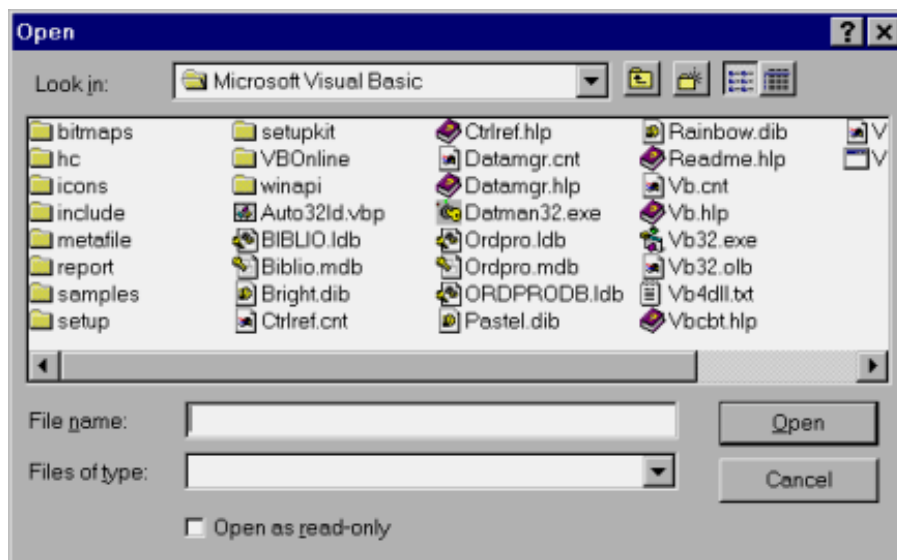 Open
Look in: Microsoft Visual Basic
bitmaps setupkit Ctrlref.hlp Rainbow.dib V
hc VBOnline Datamgr.cnt Readme.hlp V
icons winapi Datamgr.hlp Vb.cnt
include Auto32ld.vbp Datman32.exe Vb.hlp
metafile BIBLIO.ldb Ordpro.ldb Vb32.exe
report Biblio.mdb Ordpro.mdb Vb32.olb
samples Bright.dib ORDPRODB.ldb Vb4dll.txt
setup Ctrlref.cnt Pastel.dib Vbcbt.hlp
File name: Open
Files of type: Cancel
Open as read-only